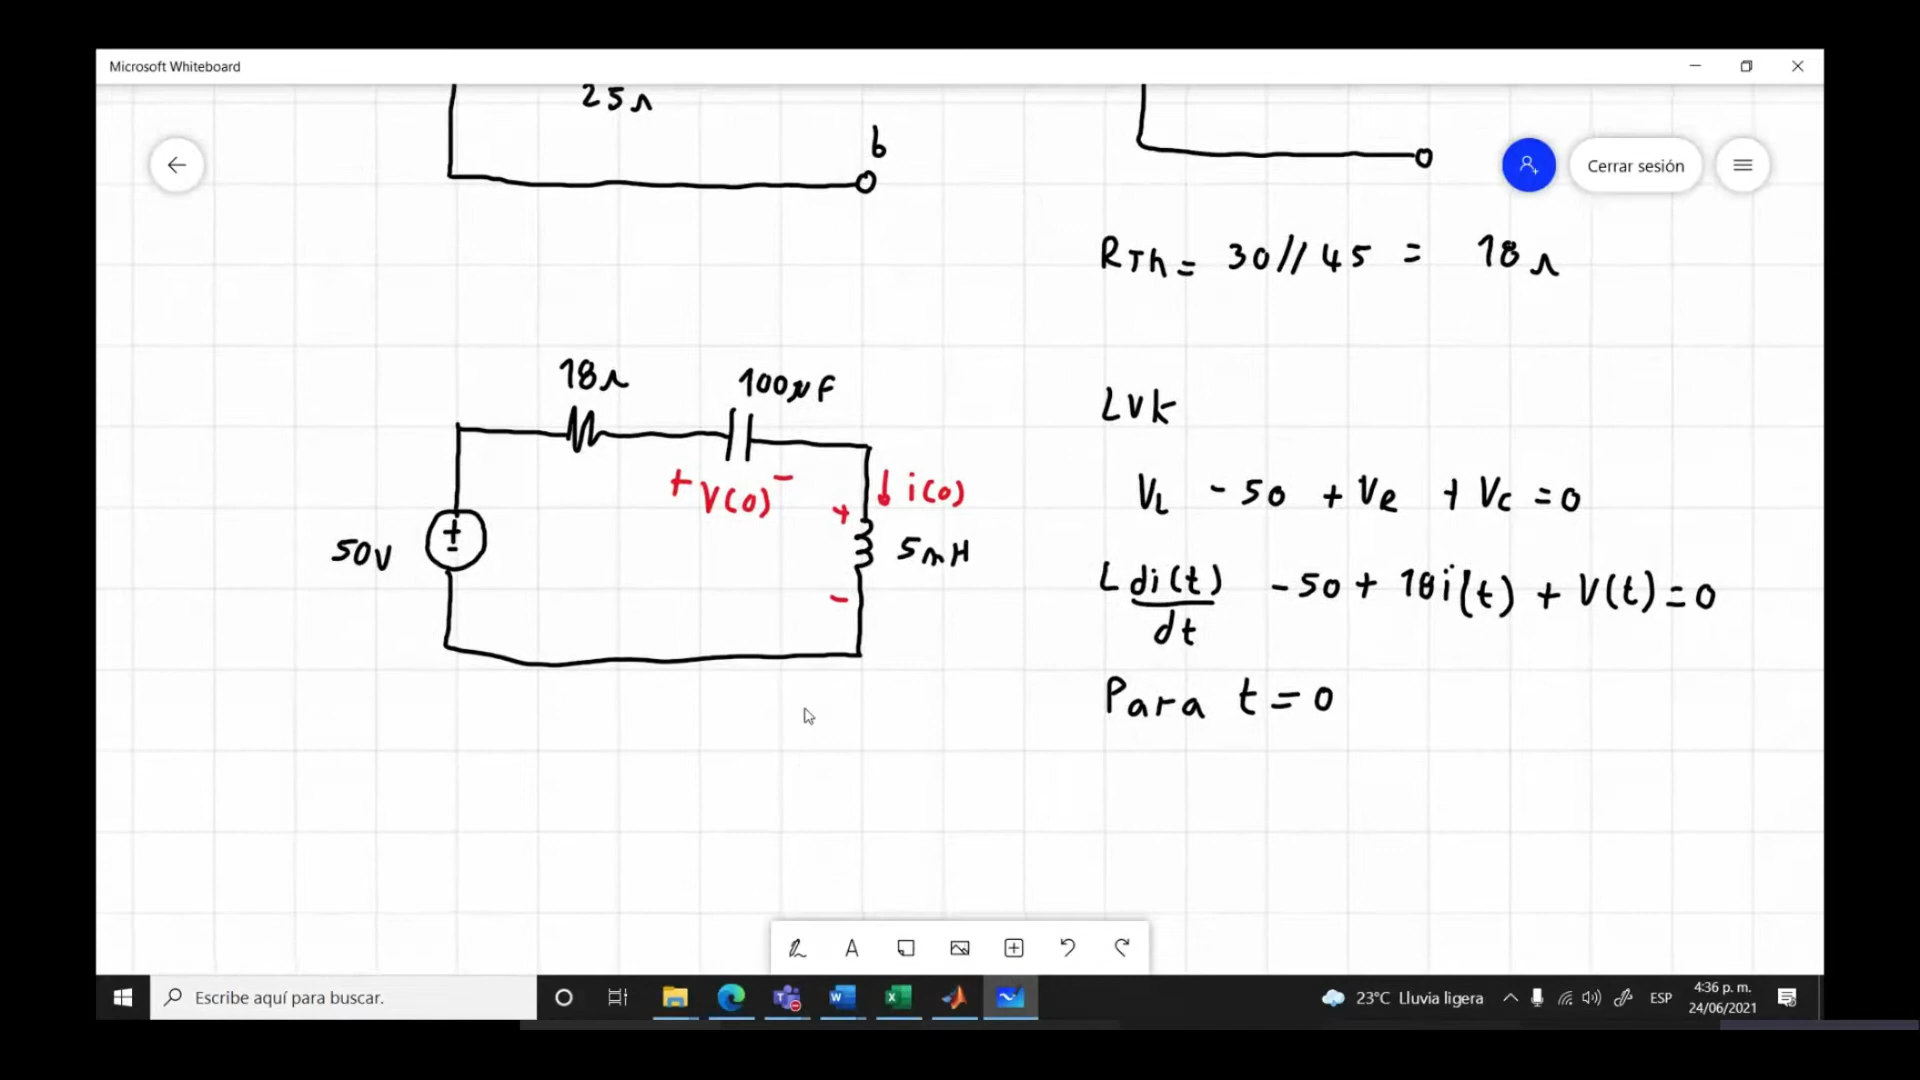 Microsoft Whiteboard
25Ω
b
Cerrar sesión
RTh = 30//45 = 18Ω
18Ω
100μF
+ V(0) -
+
↓ i(0)
50V
+
-
5mH
-
LVK
VL - 50 + VR + VC = 0
L di(t)/dt - 50 + 18i(t) + V(t) = 0
Para t = 0
Escribe aquí para buscar.
23°C Lluvia ligera
ESP
4:36 p. m.
24/06/2021